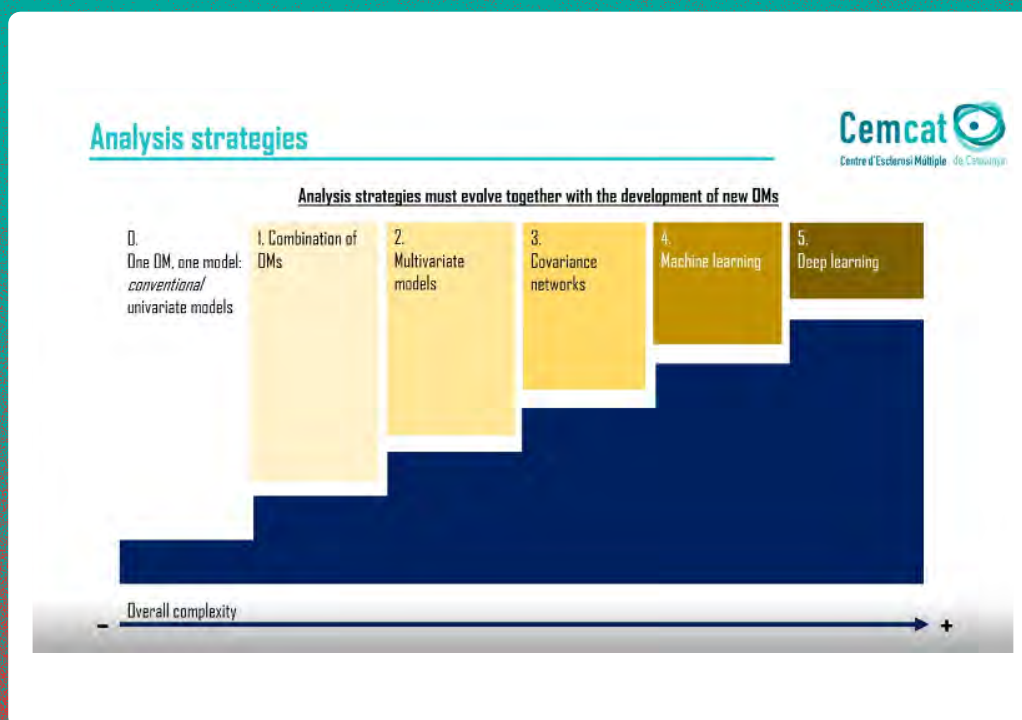 Analysis strategies
Cemcat
Centre d'Esclerosi Múltiple de Catalunya
Analysis strategies must evolve together with the development of new OMs
0.
One OM, one model:
conventional
univariate models
1. Combination of
OMs
2.
Multivariate
models
3.
Covariance
networks
4.
Machine learning
5.
Deep learning
Overall complexity
- +